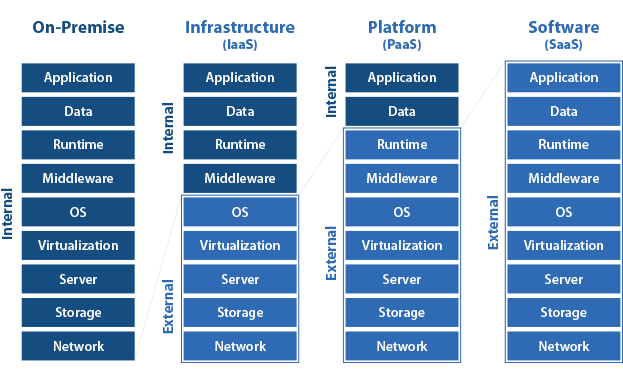 On-Premise
Internal
Application
Data
Runtime
Middleware
OS
Virtualization
Server
Storage
Network
Infrastructure
(IaaS)
Internal
External
Application
Data
Runtime
Middleware
OS
Virtualization
Server
Storage
Network
Platform
(PaaS)
Internal
External
Application
Data
Runtime
Middleware
OS
Virtualization
Server
Storage
Network
Software
(SaaS)
External
Application
Data
Runtime
Middleware
OS
Virtualization
Server
Storage
Network